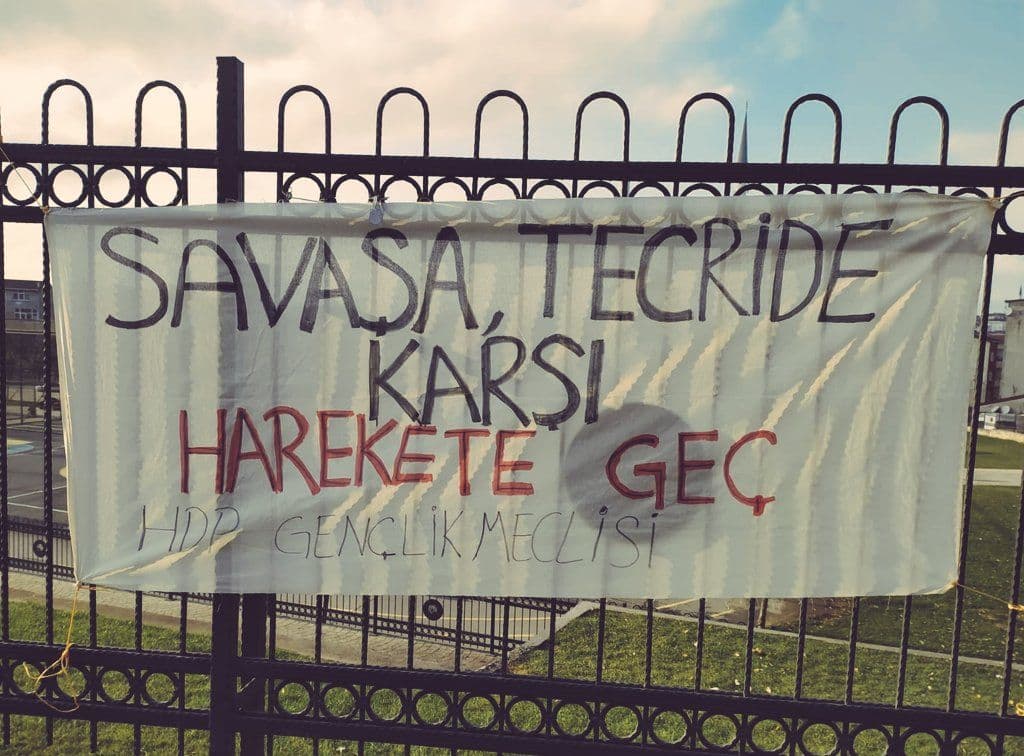 SAVAŞA, TECRİDE
KARŞI
HAREKETE GEÇ
HDP GENÇLİK MECLİSİ